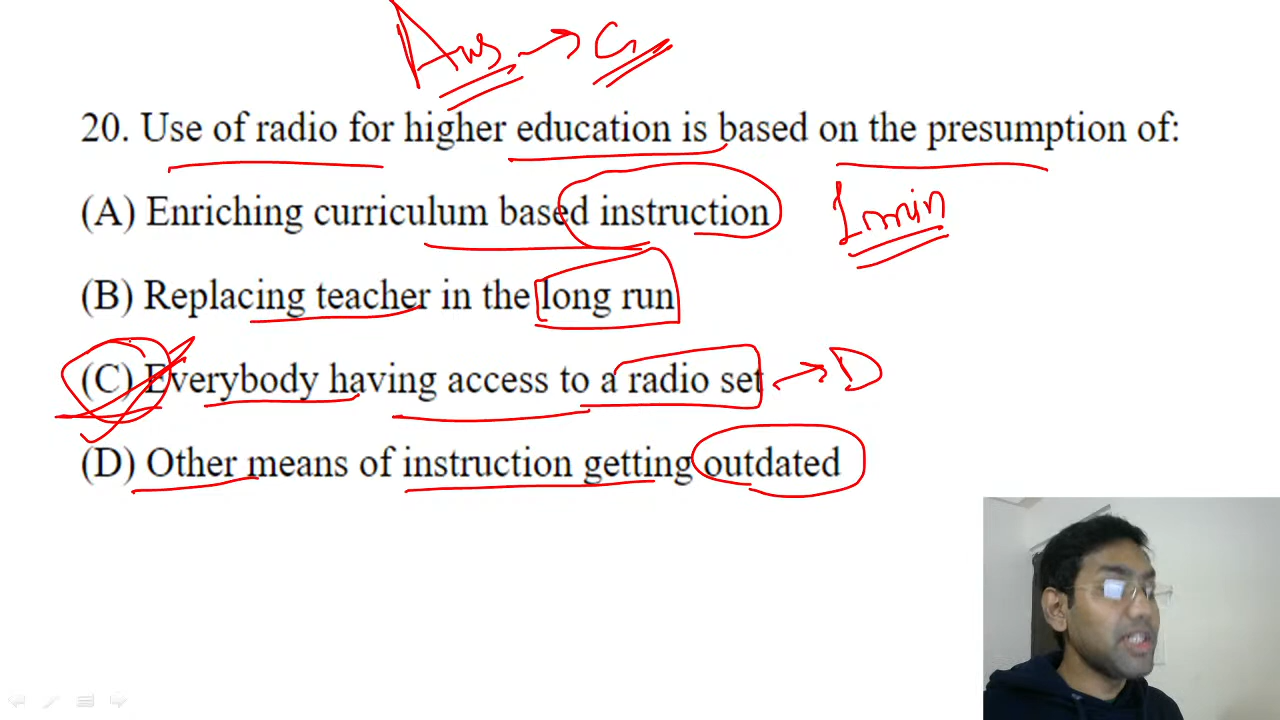 Ans → C
20. Use of radio for higher education is based on the presumption of:
(A) Enriching curriculum based instruction
1 min
(B) Replacing teacher in the long run
(C) Everybody having access to a radio set → D
(D) Other means of instruction getting outdated